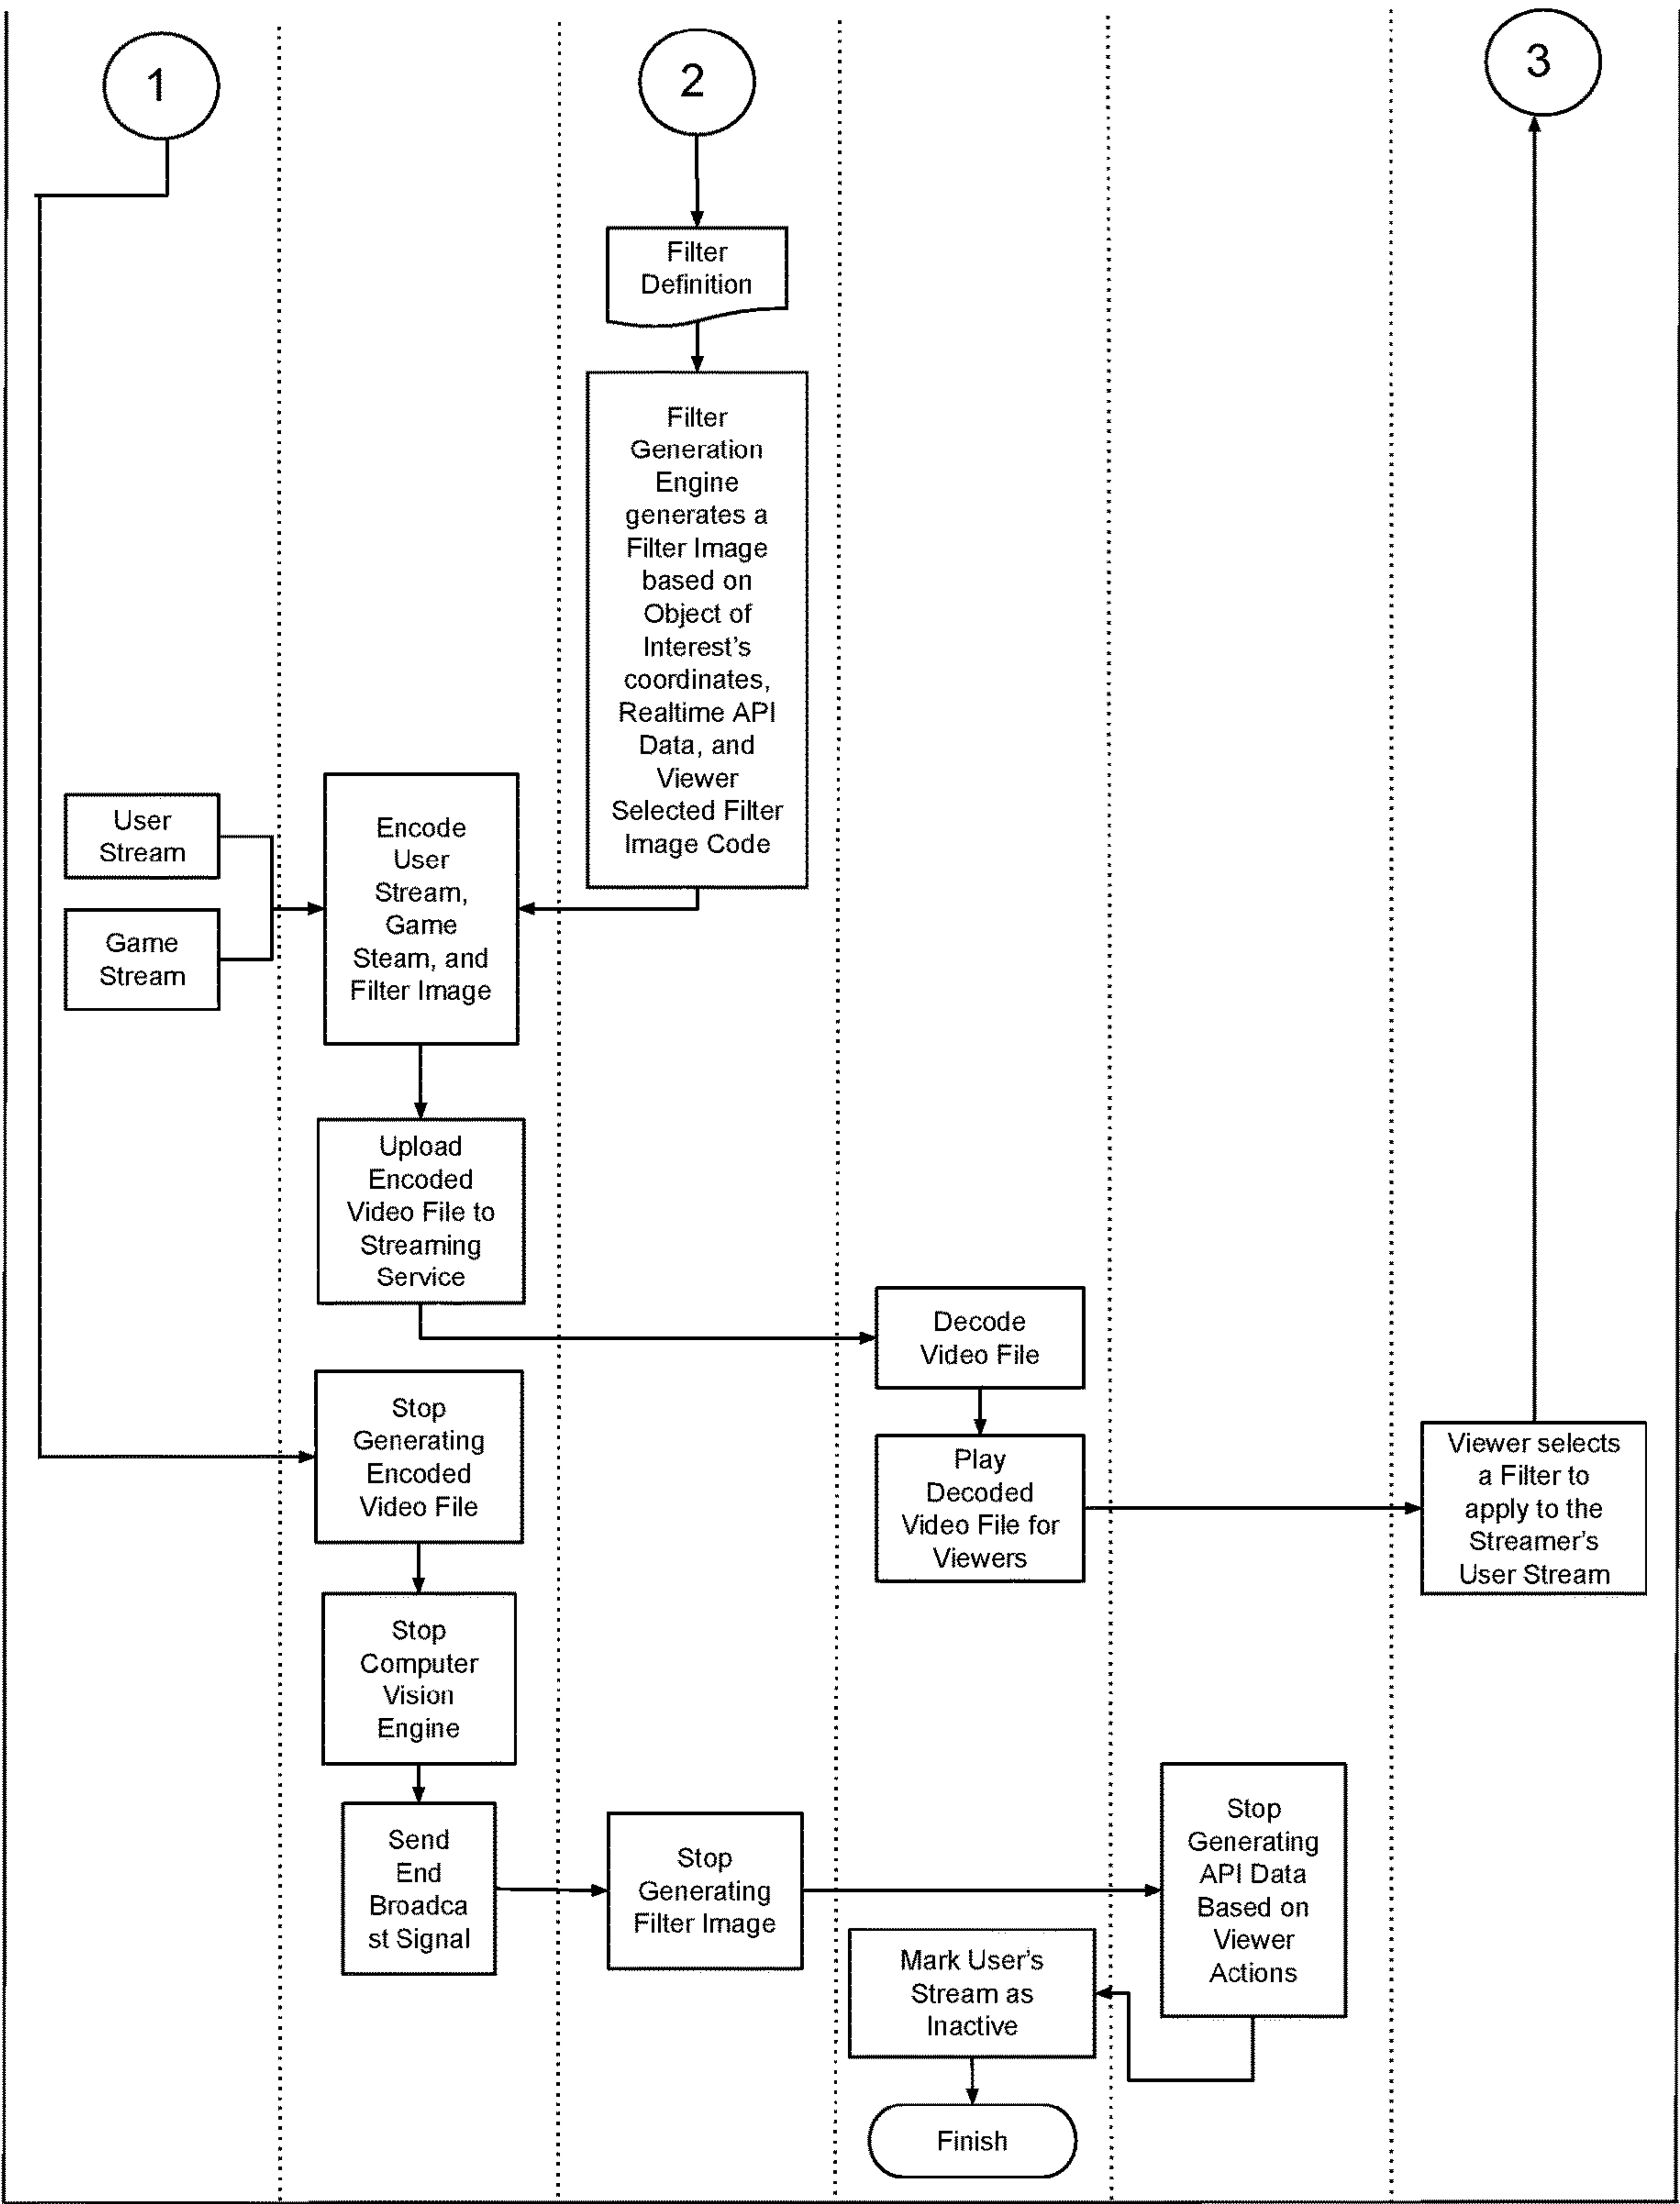 1
2
3
Filter
Definition
Filter
Generation
Engine
generates a
Filter Image
based on
Object of
Interest's
coordinates,
Realtime API
Data, and
Viewer
Selected Filter
Image Code
User
Stream
Game
Stream
Encode
User
Stream,
Game
Steam, and
Filter Image
Upload
Encoded
Video File to
Streaming
Service
Decode
Video File
Stop
Generating
Encoded
Video File
Play
Decoded
Video File for
Viewers
Viewer selects
a Filter to
apply to the
Streamer's
User Stream
Stop
Computer
Vision
Engine
Send
End
Broadca
st Signal
Stop
Generating
Filter Image
Stop
Generating
API Data
Based on
Viewer
Actions
Mark User's
Stream as
Inactive
Finish